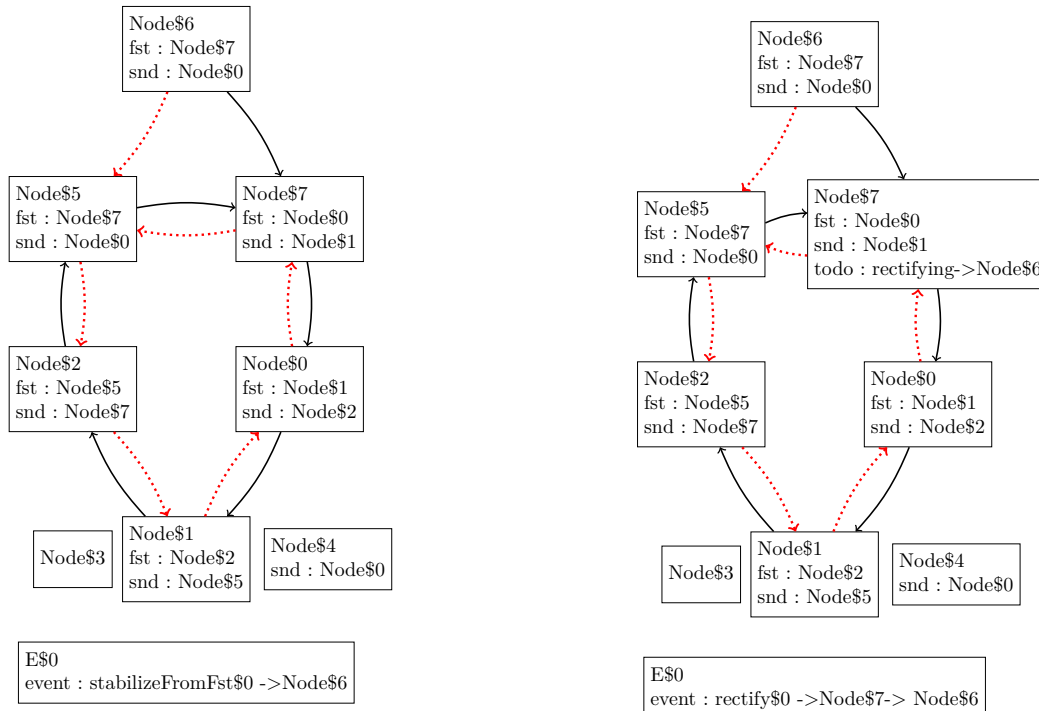 Node$6
fst : Node$7
snd : Node$0
Node$5
fst : Node$7
snd : Node$0
Node$7
fst : Node$0
snd : Node$1
Node$2
fst : Node$5
snd : Node$7
Node$0
fst : Node$1
snd : Node$2
Node$3
Node$1
fst : Node$2
snd : Node$5
Node$4
snd : Node$0
E$0
event : stabilizeFromFst$0 ->Node$6
Node$6
fst : Node$7
snd : Node$0
Node$5
fst : Node$7
snd : Node$0
Node$7
fst : Node$0
snd : Node$1
todo : rectifying->Node$6
Node$2
fst : Node$5
snd : Node$7
Node$0
fst : Node$1
snd : Node$2
Node$3
Node$1
fst : Node$2
snd : Node$5
Node$4
snd : Node$0
E$0
event : rectify$0 ->Node$7-> Node$6